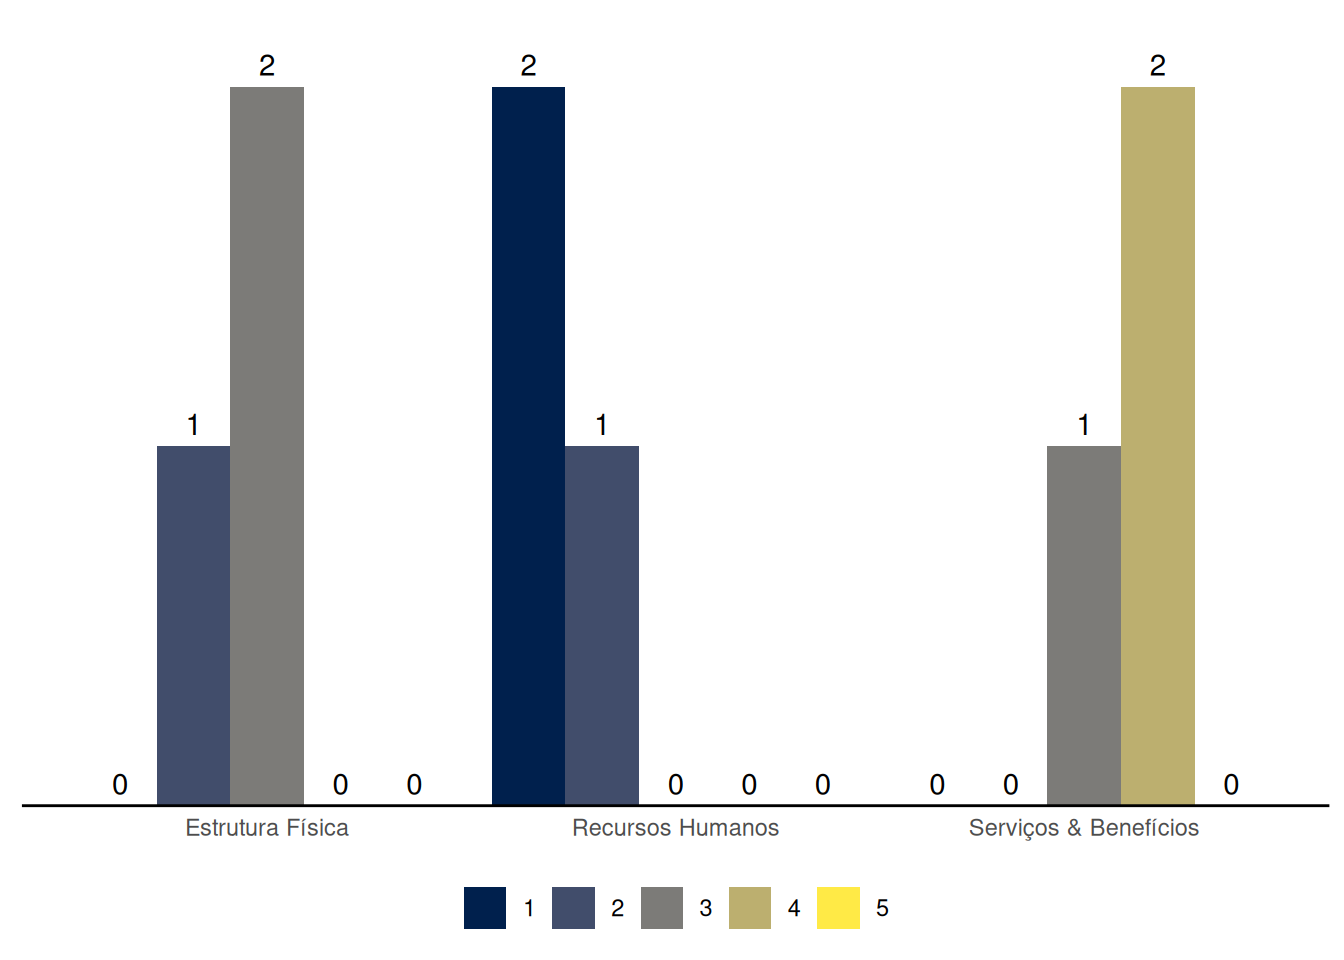 2 2 2
1 1 1
0 0 0 0 0 0 0 0 0
Estrutura Física Recursos Humanos Serviços & Benefícios
1 2 3 4 5